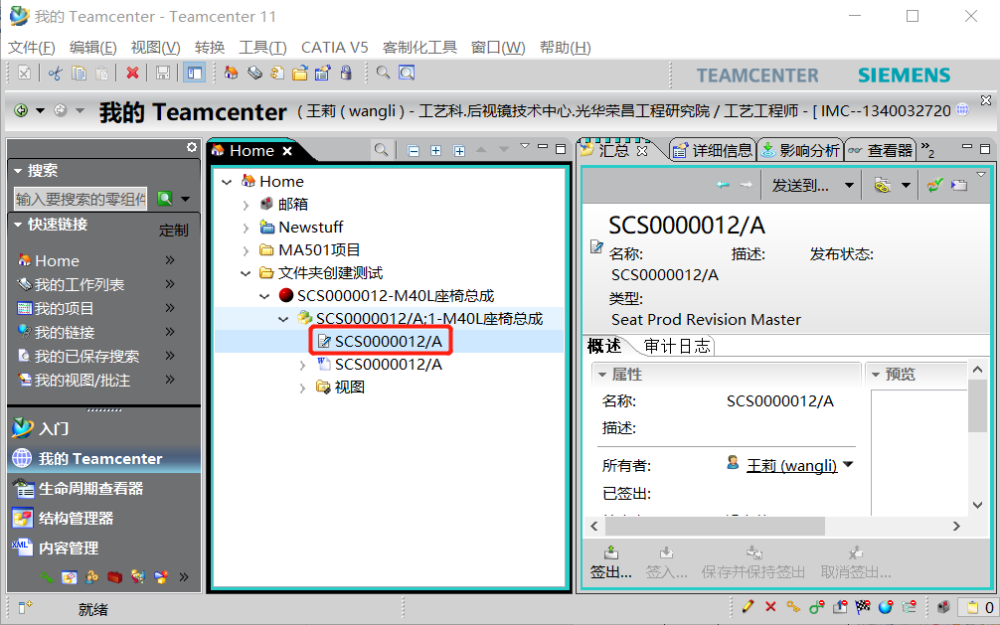 我的 Teamcenter - Teamcenter 11
文件(F) 编辑(E) 视图(V) 转换 工具(T) CATIA V5 客制化工具 窗口(W) 帮助(H)
TEAMCENTER SIEMENS
我的 Teamcenter ( 王莉 ( wangli ) - 工艺科.后视镜技术中心.光华荣昌工程研究院 / 工艺工程师 - [ IMC--1340032720
搜索
输入要搜索的零组件
快速链接 定制
Home »
我的工作列表 »
我的项目 »
我的链接 »
我的已保存搜索 »
我的视图/批注 »
入门
我的 Teamcenter
生命周期查看器
结构管理器
内容管理
»
Home
Home
邮箱
Newstuff
MA501项目
文件夹创建测试
SCS0000012-M40L座椅总成
SCS0000012/A;1-M40L座椅总成
SCS0000012/A
SCS0000012/A
视图
汇总 详细信息 影响分析 查看器 »2
发送到...
SCS0000012/A
名称: 描述: 发布状态:
SCS0000012/A
类型:
Seat Prod Revision Master
概述 审计日志
属性 预览
名称: SCS0000012/A
描述:
所有者: 王莉 (wangli)
已签出:
签出... 签入... 保存并保持签出 取消签出...
就绪 0